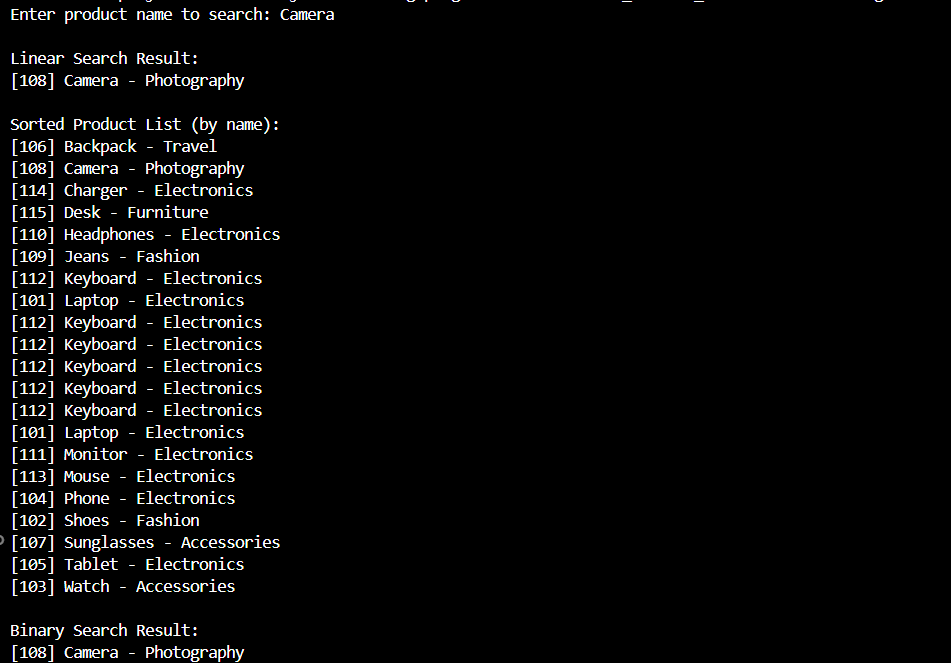 Enter product name to search: Camera
Linear Search Result:
[108] Camera - Photography
Sorted Product List (by name):
[106] Backpack - Travel
[108] Camera - Photography
[114] Charger - Electronics
[115] Desk - Furniture
[110] Headphones - Electronics
[109] Jeans - Fashion
[112] Keyboard - Electronics
[101] Laptop - Electronics
[112] Keyboard - Electronics
[112] Keyboard - Electronics
[112] Keyboard - Electronics
[112] Keyboard - Electronics
[112] Keyboard - Electronics
[101] Laptop - Electronics
[111] Monitor - Electronics
[113] Mouse - Electronics
[104] Phone - Electronics
[102] Shoes - Fashion
[107] Sunglasses - Accessories
[105] Tablet - Electronics
[103] Watch - Accessories
Binary Search Result:
[108] Camera - Photography